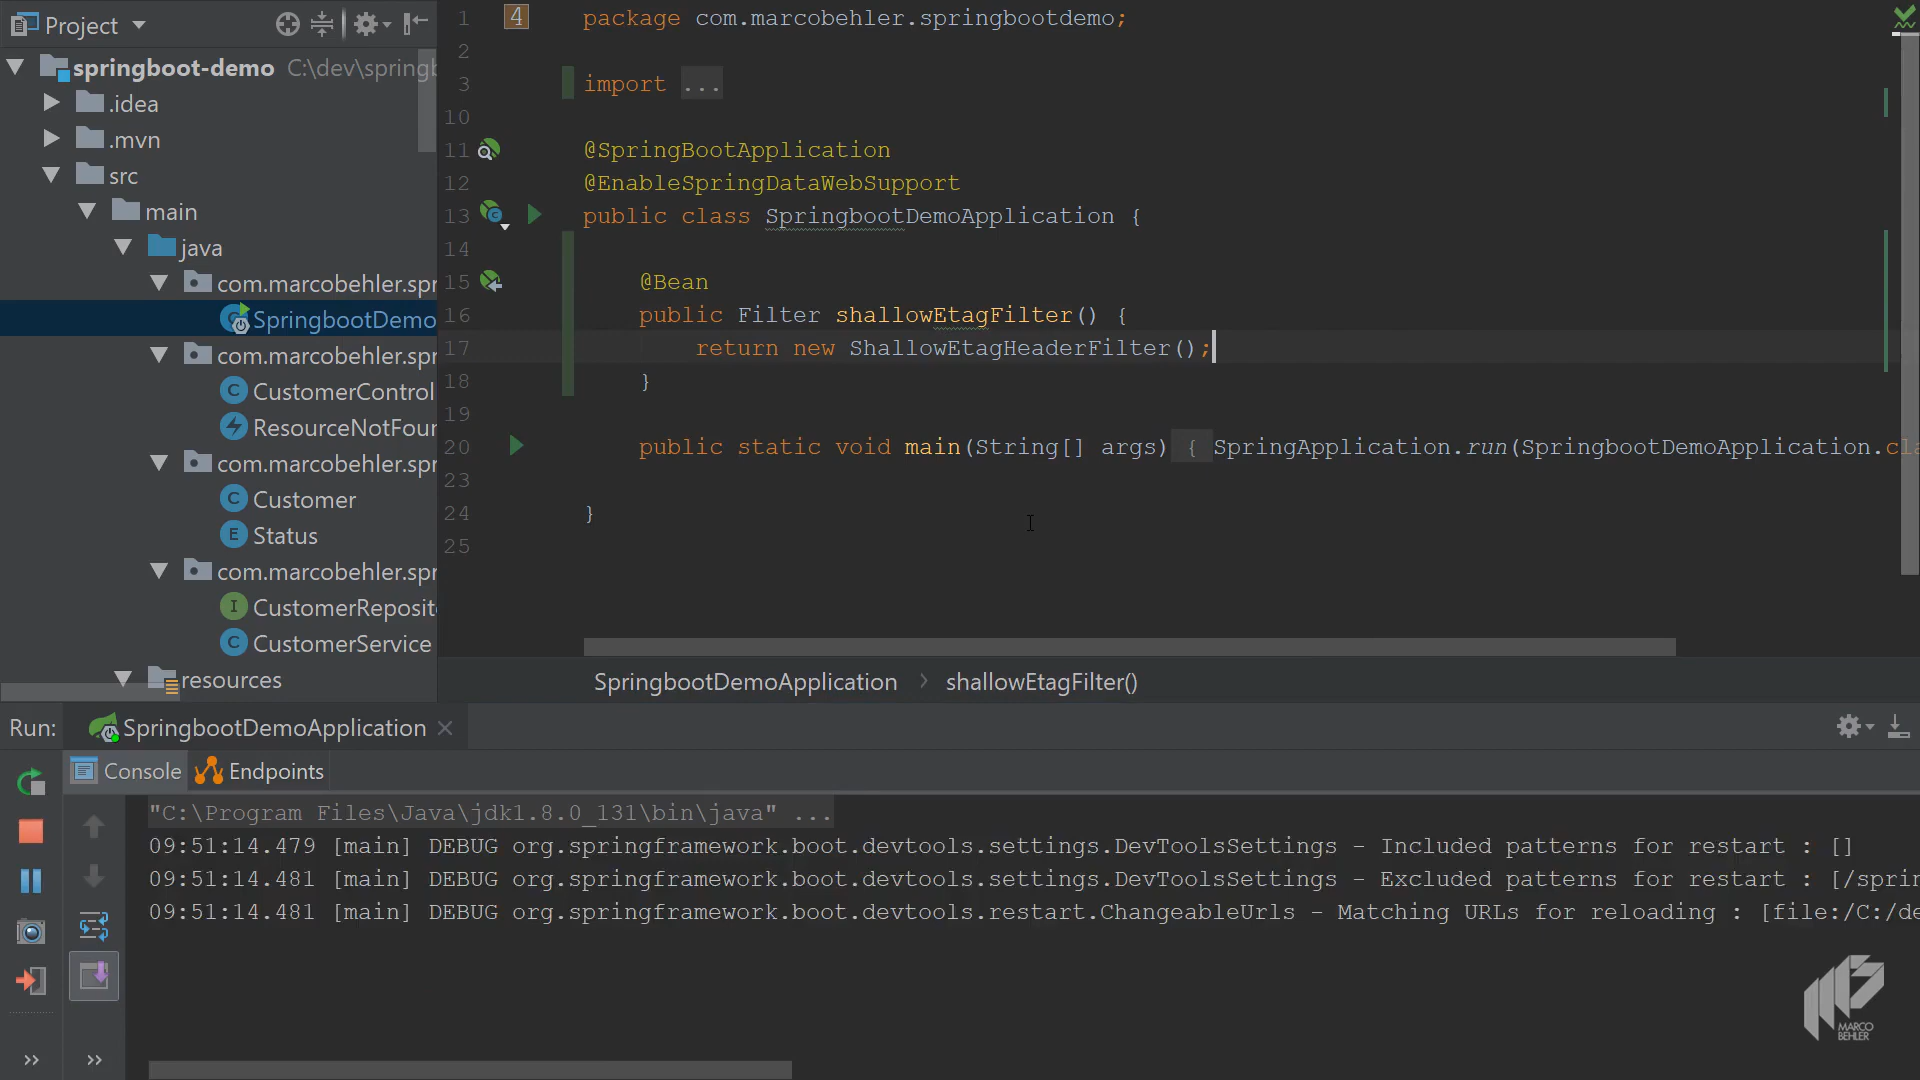 Project
springboot-demo C:\dev\spring
.idea
.mvn
src
main
java
com.marcobehler.spr
SpringbootDemo
com.marcobehler.spr
CustomerControl
ResourceNotFour
com.marcobehler.spr
Customer
Status
com.marcobehler.spr
CustomerReposit
CustomerService
resources
1 4 package com.marcobehler.springbootdemo;
2
3 import ...
10
11 @SpringBootApplication
12 @EnableSpringDataWebSupport
13 public class SpringbootDemoApplication {
14
15 @Bean
16 public Filter shallowEtagFilter() {
17 return new ShallowEtagHeaderFilter();
18 }
19
20 public static void main(String[] args) { SpringApplication.run(SpringbootDemoApplication.cla
23
24 }
25
SpringbootDemoApplication > shallowEtagFilter()
Run: SpringbootDemoApplication
Console Endpoints
"C:\Program Files\Java\jdk1.8.0_131\bin\java" ...
09:51:14.479 [main] DEBUG org.springframework.boot.devtools.settings.DevToolsSettings - Included patterns for restart : []
09:51:14.481 [main] DEBUG org.springframework.boot.devtools.settings.DevToolsSettings - Excluded patterns for restart : [/sprin
09:51:14.481 [main] DEBUG org.springframework.boot.devtools.restart.ChangeableUrls - Matching URLs for reloading : [file:/C:/de
MARCO
BEHLER